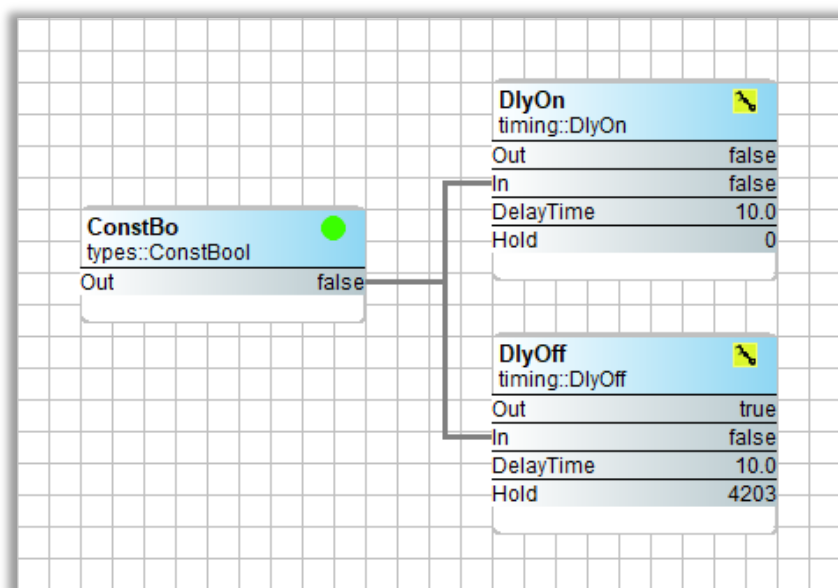 ConstBo
types::ConstBool
Out false
DlyOn
timing::DlyOn
Out false
In false
DelayTime 10.0
Hold 0
DlyOff
timing::DlyOff
Out true
In false
DelayTime 10.0
Hold 4203